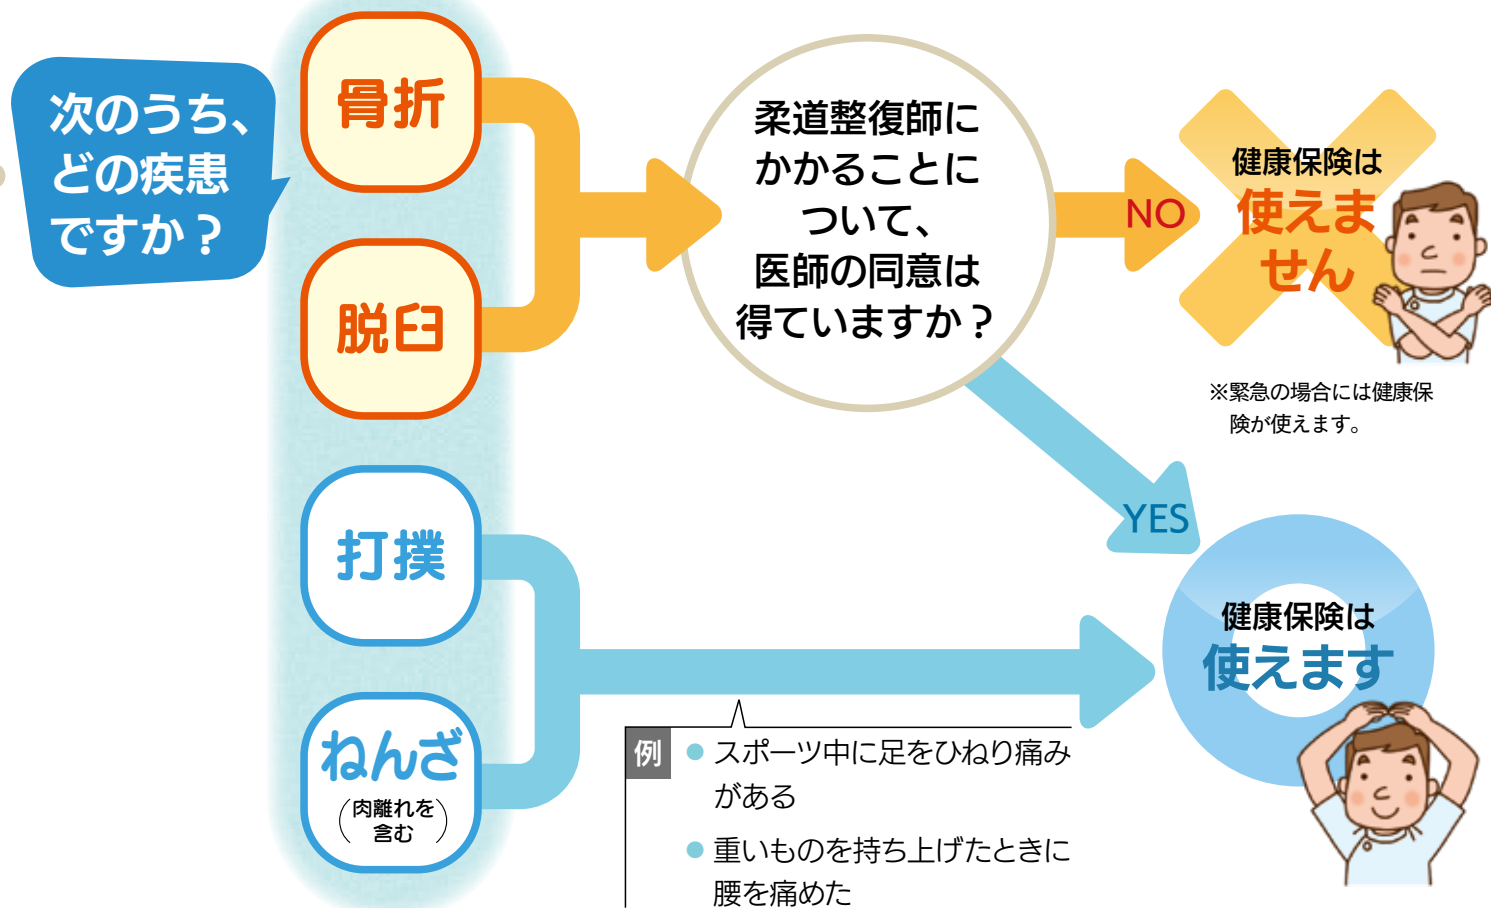 次のうち、
どの疾患
ですか？
骨折
脱臼
打撲
ねんざ
（肉離れを
含む）
柔道整復師に
かかることに
ついて、
医師の同意は
得ていますか？
NO
健康保険は
使えま
せん
※緊急の場合には健康保
険が使えます。
YES
健康保険は
使えます
例
● スポーツ中に足をひねり痛み
がある
● 重いものを持ち上げたときに
腰を痛めた